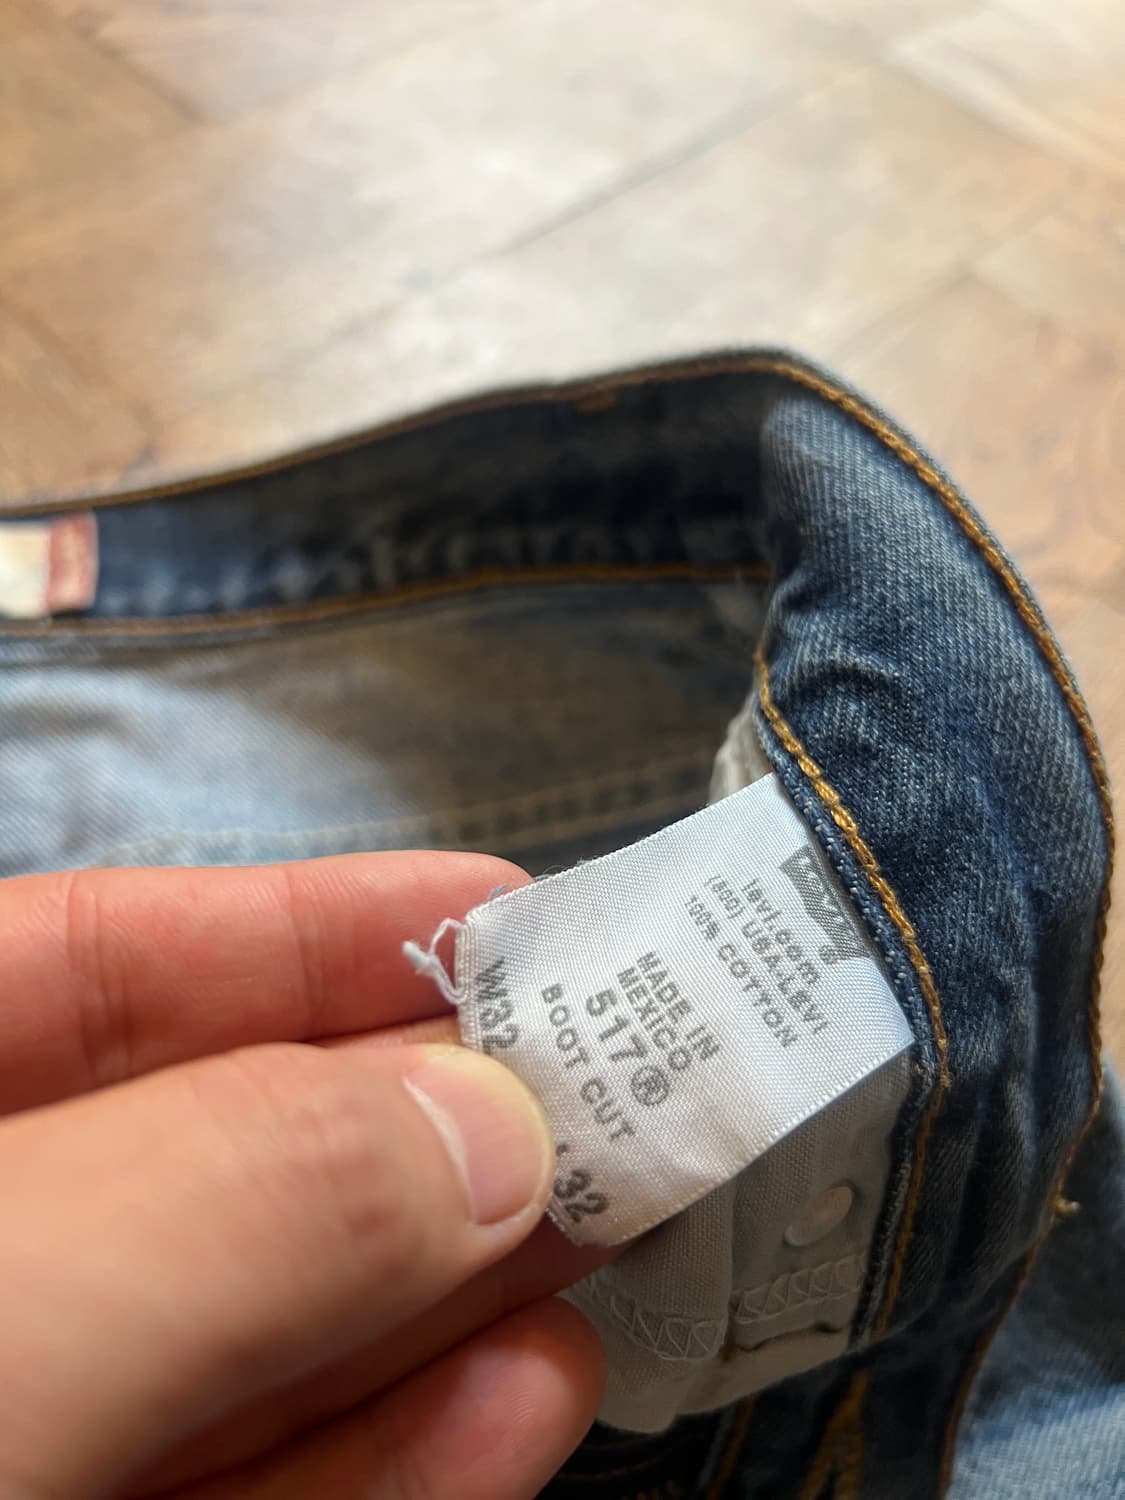 levi.com
(800) USA-LEVI
100% COTTON
MADE IN
MEXICO
517®
BOOT CUT
W32
32